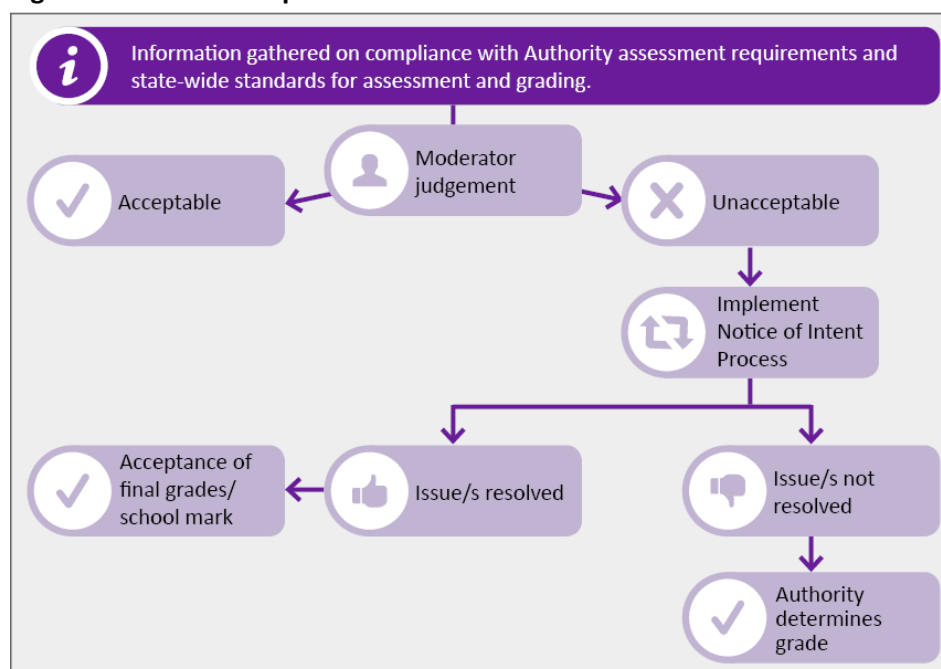 Information gathered on compliance with Authority assessment requirements and
state-wide standards for assessment and grading.
Moderator
judgement
Acceptable
Unacceptable
Implement
Notice of Intent
Process
Acceptance of
final grades/
school mark
Issue/s resolved
Issue/s not
resolved
Authority
determines
grade